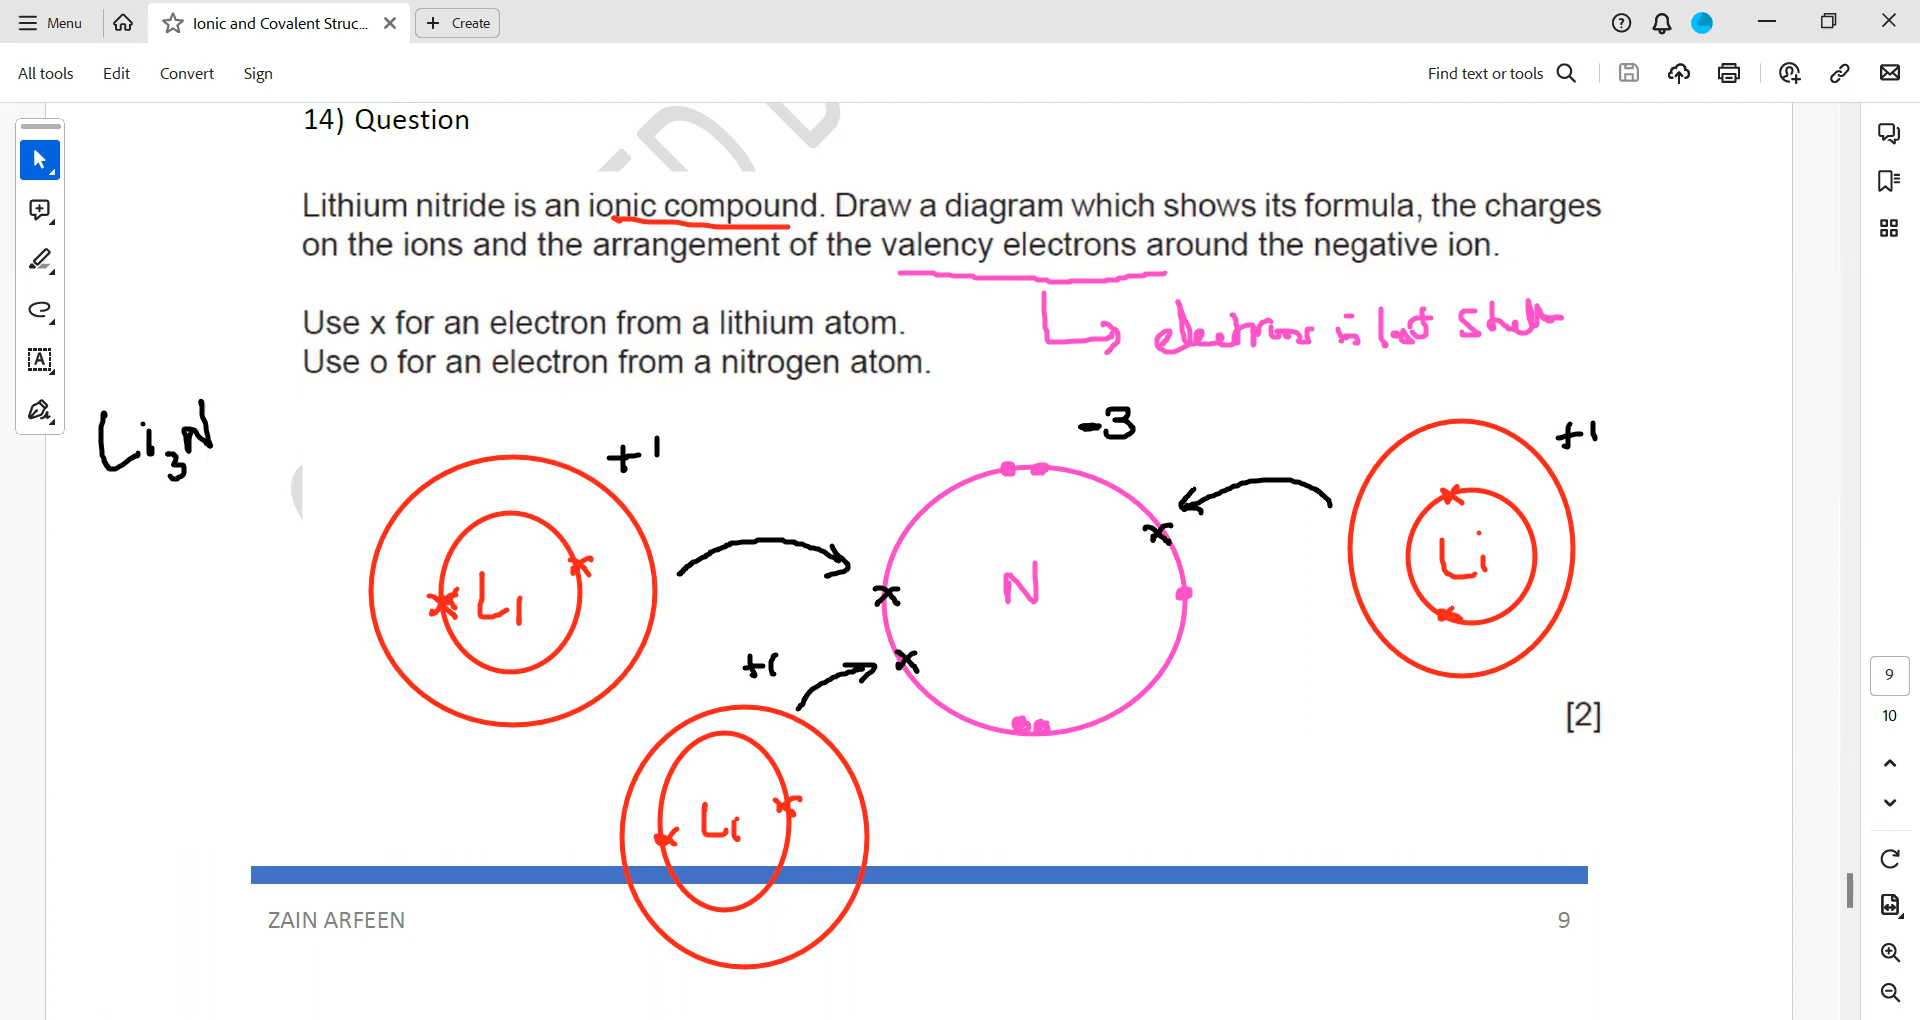 Menu
Ionic and Covalent Struc...
Create
All tools
Edit
Convert
Sign
Find text or tools
14) Question
Lithium nitride is an ionic compound. Draw a diagram which shows its formula, the charges
on the ions and the arrangement of the valency electrons around the negative ion.
electrons in last shell
Use x for an electron from a lithium atom.
Use o for an electron from a nitrogen atom.
Li₃N
+1
-3
+1
Li
N
Li
+1
[2]
Li
ZAIN ARFEEN
9
9
10